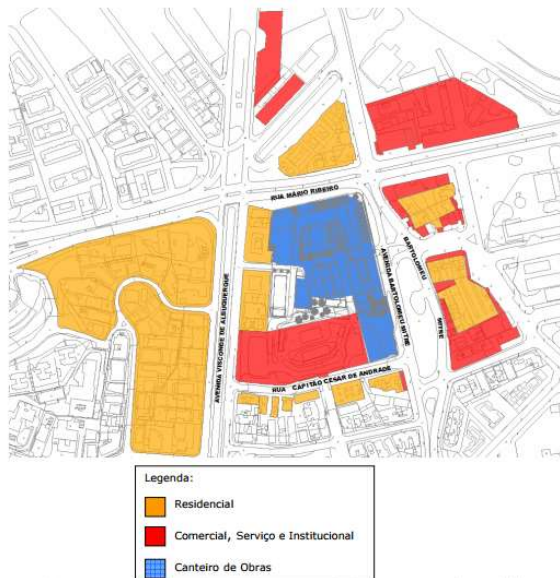 RUA MÁRIO RIBEIRO
AVENIDA VISCONDE DE ALBUQUERQUE
AVENIDA BARTOLOMEU MITRE
BARTOLOMEU
MITRE
RUA CAPITÃO CESAR DE ANDRADE
Legenda:
Residencial
Comercial, Serviço e Institucional
Canteiro de Obras